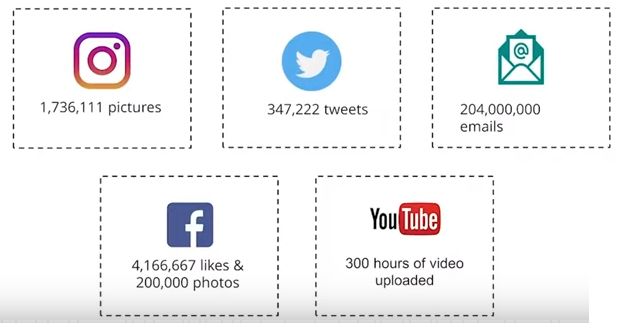 1,736,111 pictures
347,222 tweets
@
204,000,000
emails
f
4,166,667 likes &
200,000 photos
YouTube
300 hours of video
uploaded